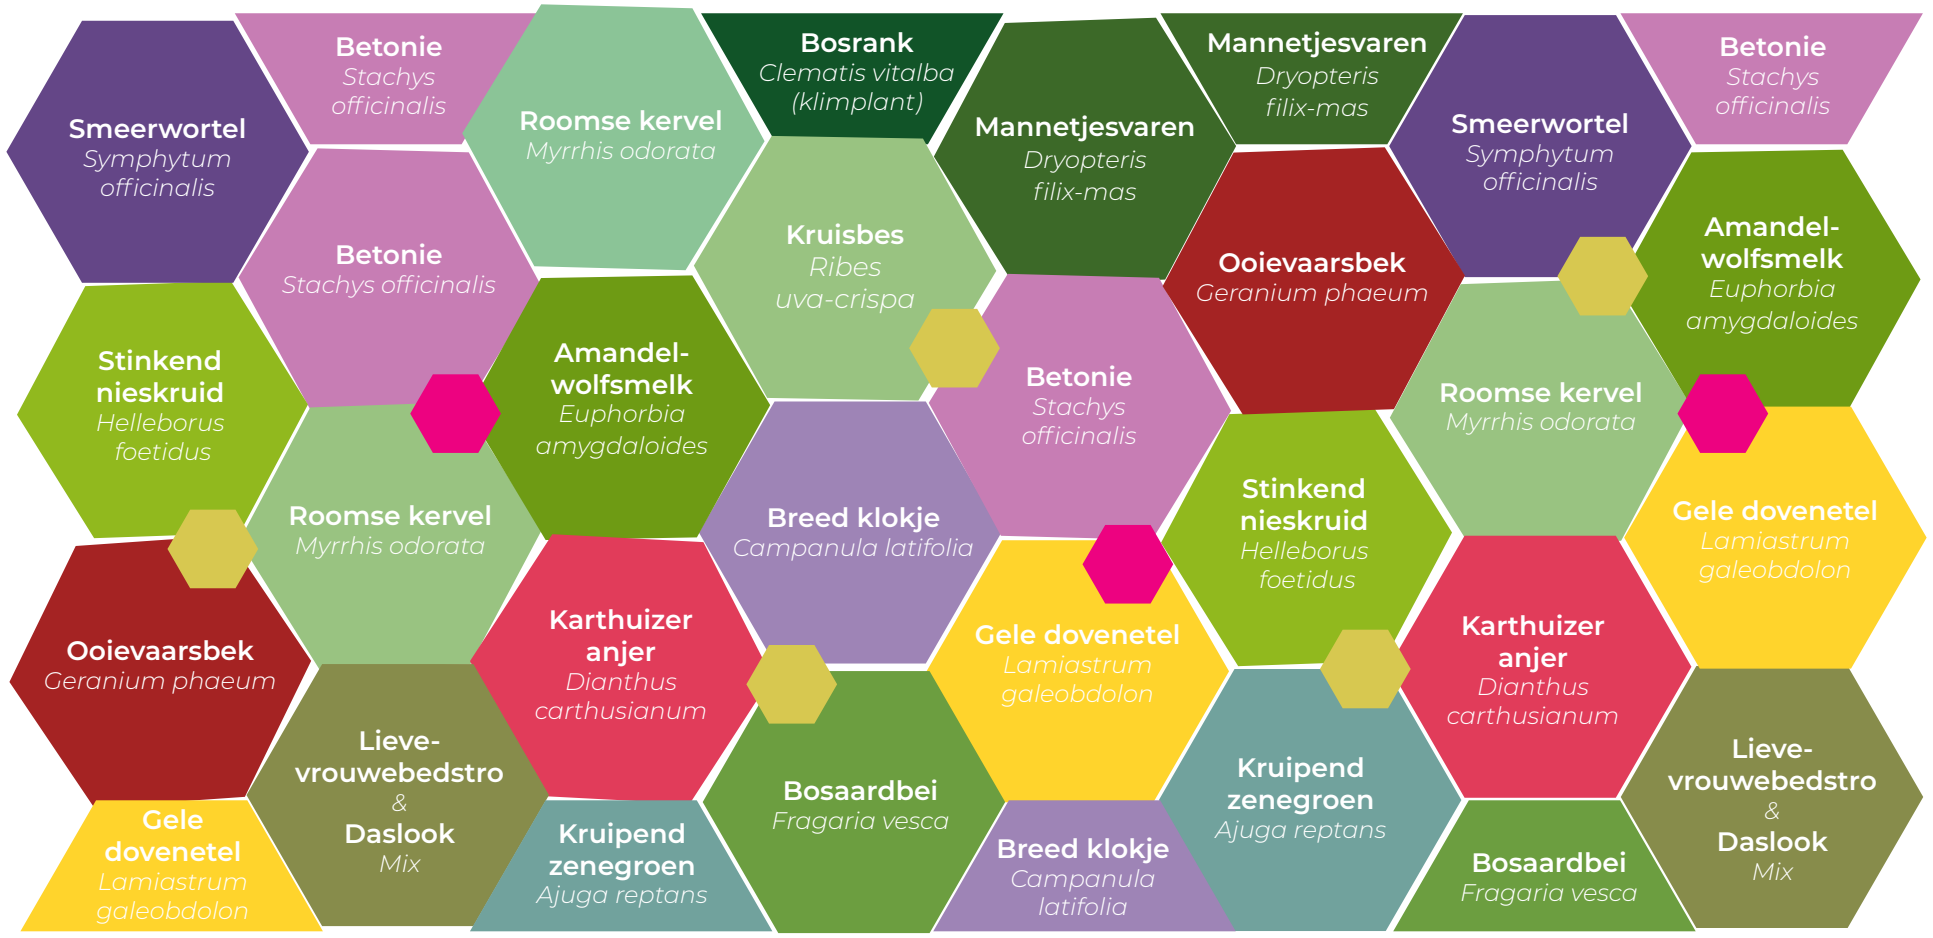 Smeerwortel
Symphytum
officinalis
Betonie
Stachys
officinalis
Roomse kervel
Myrrhis odorata
Bosrank
Clematis vitalba
(klimplant)
Mannetjesvaren
Dryopteris
filix-mas
Mannetjesvaren
Dryopteris
filix-mas
Smeerwortel
Symphytum
officinalis
Betonie
Stachys
officinalis
Betonie
Stachys officinalis
Kruisbes
Ribes
uva-crispa
Ooievaarsbek
Geranium phaeum
Amandel-
wolfsmelk
Euphorbia
amygdaloides
Stinkend
nieskruid
Helleborus
foetidus
Amandel-
wolfsmelk
Euphorbia
amygdaloides
Betonie
Stachys
officinalis
Roomse kervel
Myrrhis odorata
Roomse kervel
Myrrhis odorata
Breed klokje
Campanula latifolia
Stinkend
nieskruid
Helleborus
foetidus
Gele dovenetel
Lamiastrum
galeobdolon
Ooievaarsbek
Geranium phaeum
Karthuizer
anjer
Dianthus
carthusianum
Gele dovenetel
Lamiastrum
galeobdolon
Karthuizer
anjer
Dianthus
carthusianum
Lieve-
vrouwebedstro
&
Daslook
Mix
Bosaardbei
Fragaria vesca
Kruipend
zenegroen
Ajuga reptans
Lieve-
vrouwebedstro
&
Daslook
Mix
Gele
dovenetel
Lamiastrum
galeobdolon
Kruipend
zenegroen
Ajuga reptans
Breed klokje
Campanula
latifolia
Bosaardbei
Fragaria vesca